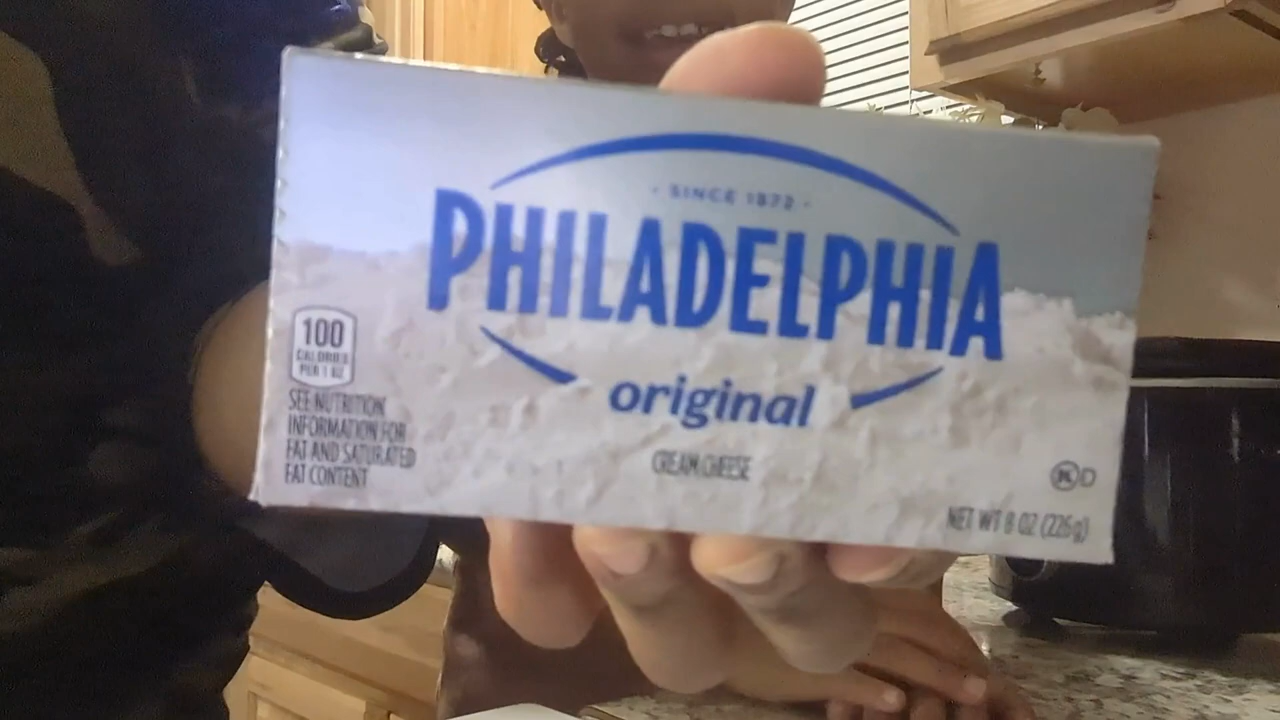 · SINCE 1872 ·
PHILADELPHIA
original
CREAM CHEESE
100
CALORIES
PER 1 OZ
SEE NUTRITION
INFORMATION FOR
FAT AND SATURATED
FAT CONTENT
K D
NET WT 8 OZ (226g)